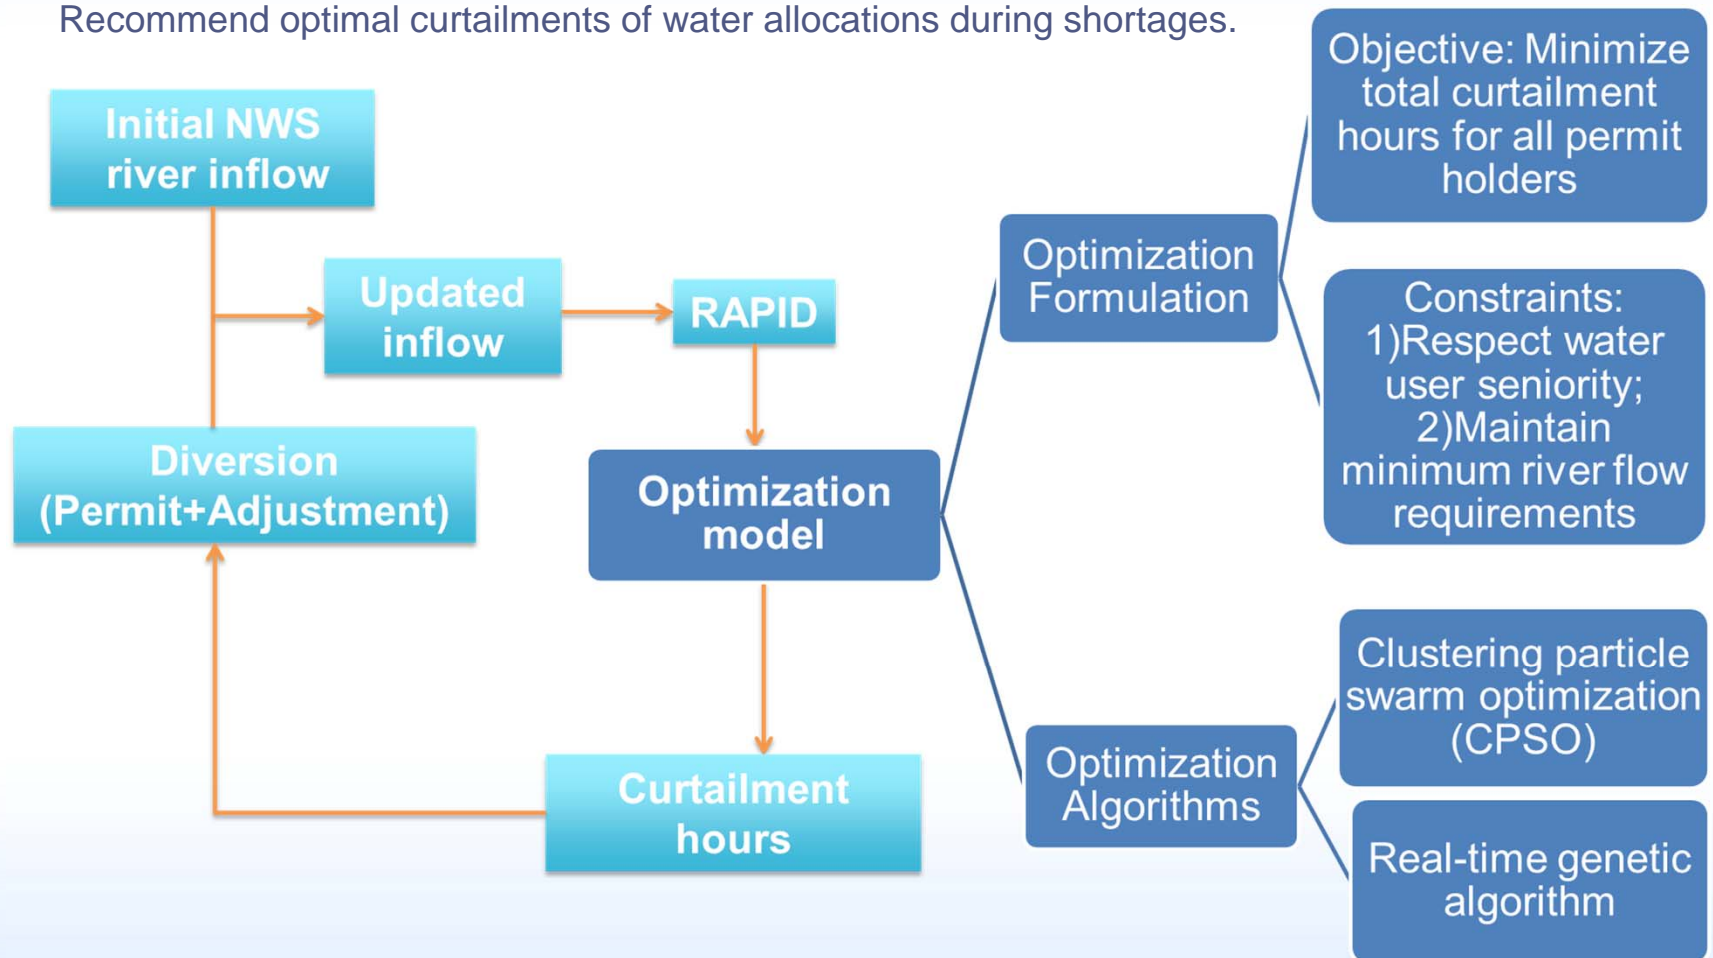 Recommend optimal curtailments of water allocations during shortages.
Initial NWS
river inflow
Updated
inflow
RAPID
Diversion
(Permit+Adjustment)
Optimization
model
Curtailment
hours
Optimization
Formulation
Objective: Minimize
total curtailment
hours for all permit
holders
Constraints:
1)Respect water
user seniority;
2)Maintain
minimum river flow
requirements
Optimization
Algorithms
Clustering particle
swarm optimization
(CPSO)
Real-time genetic
algorithm